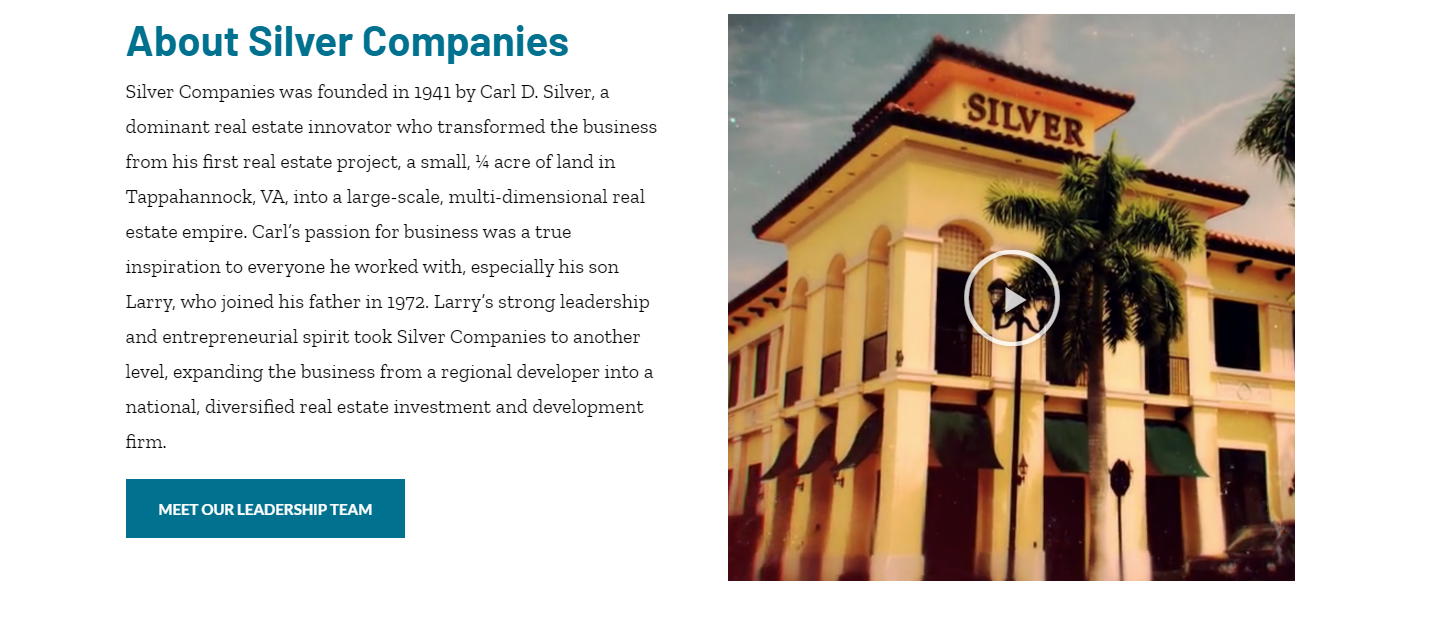 About Silver Companies
Silver Companies was founded in 1941 by Carl D. Silver, a
dominant real estate innovator who transformed the business
from his first real estate project, a small, ¼ acre of land in
Tappahannock, VA, into a large-scale, multi-dimensional real
estate empire. Carl’s passion for business was a true
inspiration to everyone he worked with, especially his son
Larry, who joined his father in 1972. Larry’s strong leadership
and entrepreneurial spirit took Silver Companies to another
level, expanding the business from a regional developer into a
national, diversified real estate investment and development
firm.
MEET OUR LEADERSHIP TEAM
SILVER